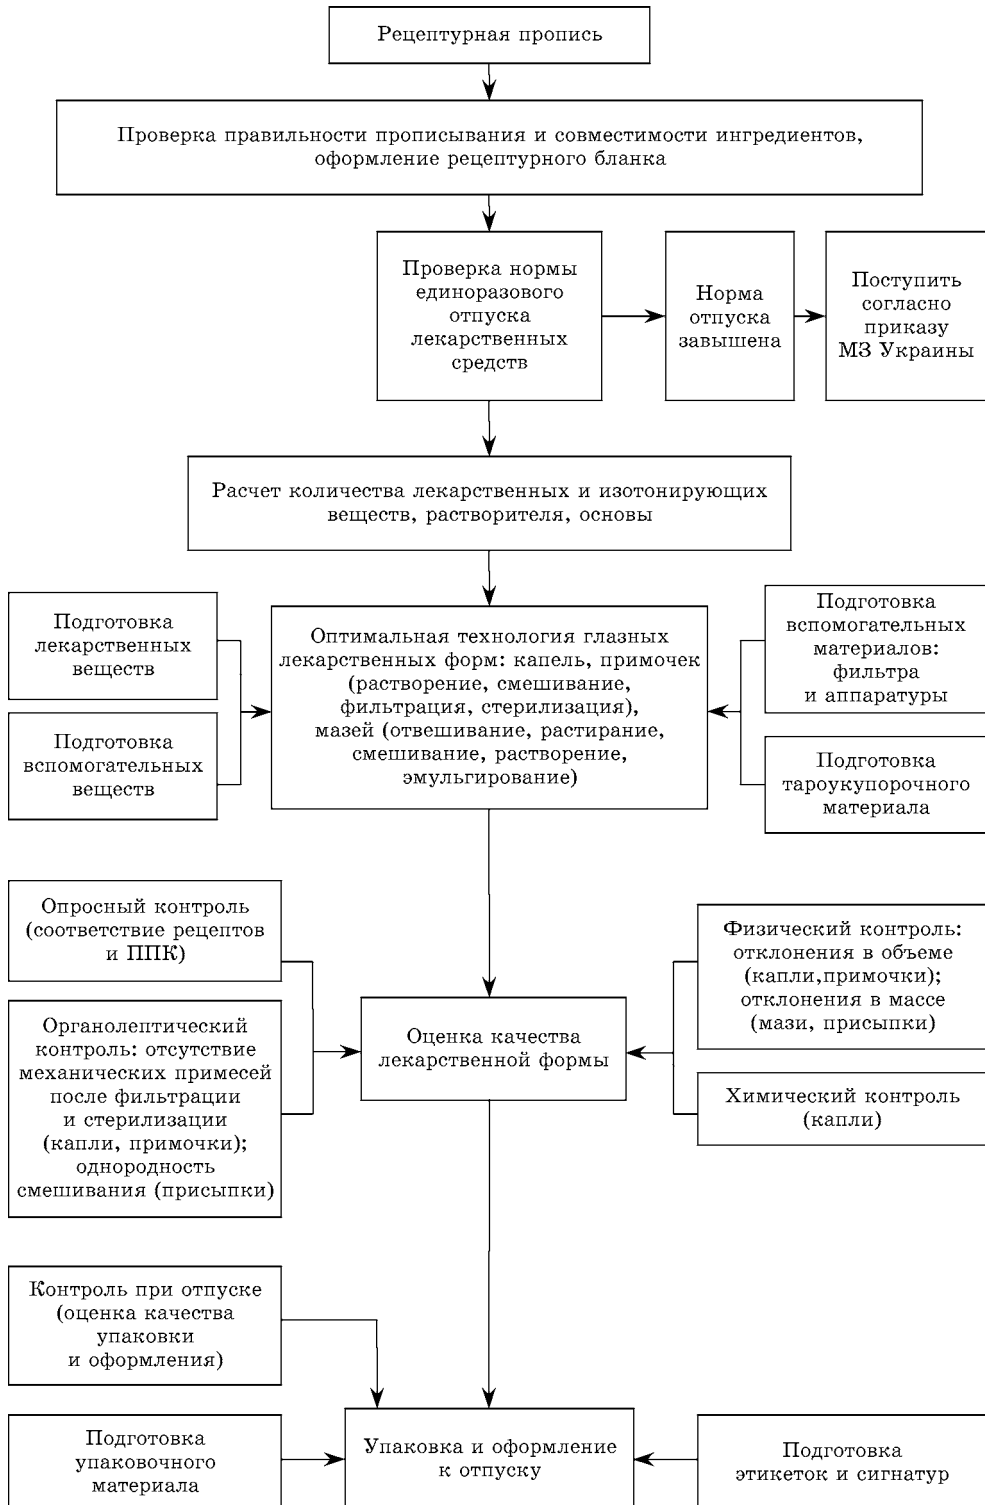 Рецептурная пропись
Проверка правильности прописывания и совместимости ингредиентов,
оформление рецептурного бланка
Проверка нормы
единоразового
отпуска
лекарственных
средств
Норма
отпуска
завышена
Поступить
согласно
приказу
МЗ Украины
Расчет количества лекарственных и изотонирующих
веществ, растворителя, основы
Подготовка
лекарственных
веществ
Подготовка
вспомогательных
веществ
Оптимальная технология глазных
лекарственных форм: капель, примочек
(растворение, смешивание,
фильтрация, стерилизация),
мазей (отвешивание, растирание,
смешивание, растворение,
эмульгирование)
Подготовка
вспомогательных
материалов:
фильтра
и аппаратуры
Подготовка
тароукупорочного
материала
Опросный контроль
(соответствие рецептов
и ППК)
Органолептический
контроль: отсутствие
механических примесей
после фильтрации
и стерилизации
(капли, примочки);
однородность
смешивания (присыпки)
Оценка качества
лекарственной формы
Физический контроль:
отклонения в объеме
(капли,примочки);
отклонения в массе
(мази, присыпки)
Химический контроль
(капли)
Контроль при отпуске
(оценка качества
упаковки
и оформления)
Подготовка
упаковочного
материала
Упаковка и оформление
к отпуску
Подготовка
этикеток и сигнатур